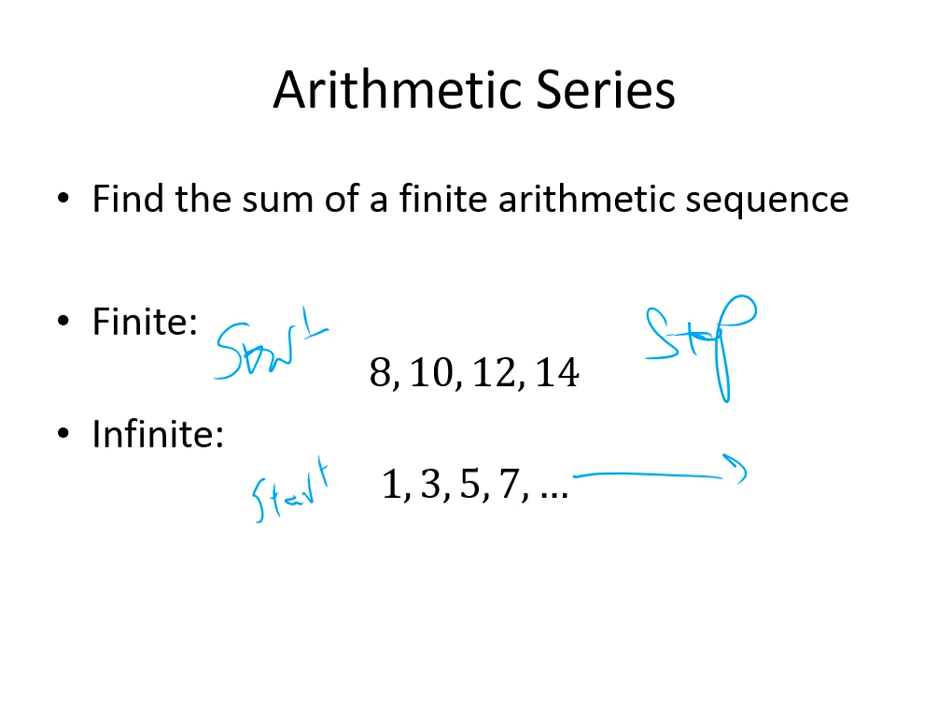 Arithmetic Series
• Find the sum of a finite arithmetic sequence
• Finite:
Start
Stop
8, 10, 12, 14
• Infinite:
Start
1, 3, 5, 7, …